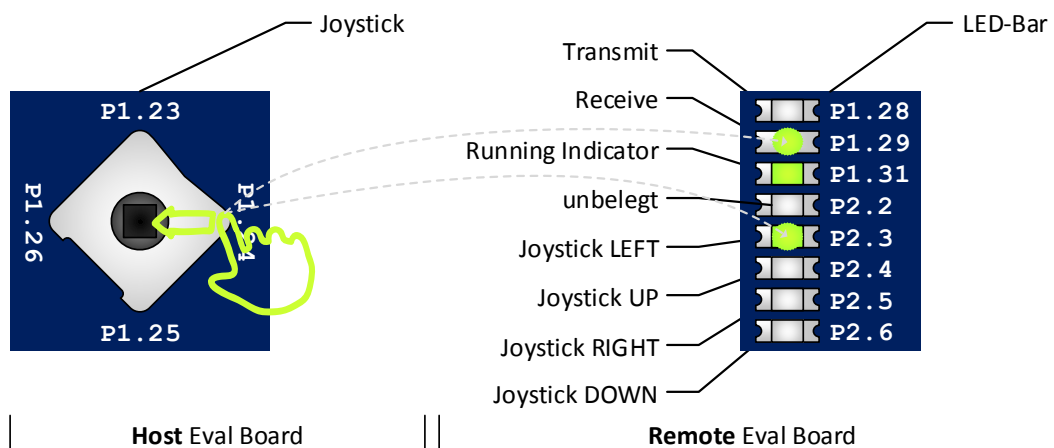 Joystick
P1.23
P1.26
P1.25
Host Eval Board
LED-Bar
Transmit
Receive
Running Indicator
unbelegt
Joystick LEFT
Joystick UP
Joystick RIGHT
Joystick DOWN
P1.28
P1.29
P1.31
P2.2
P2.3
P2.4
P2.5
P2.6
Remote Eval Board